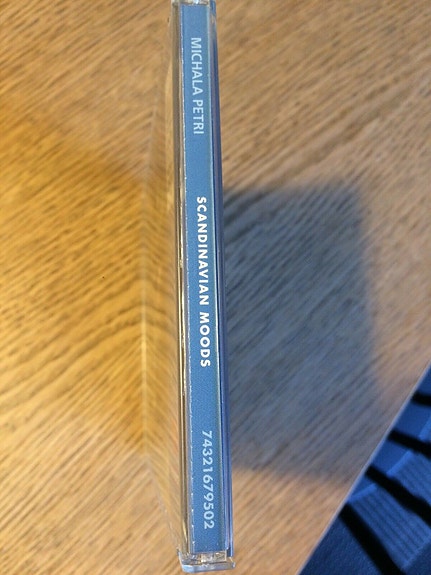 MICHALA PETRI
SCANDINAVIAN MOODS
74321679502